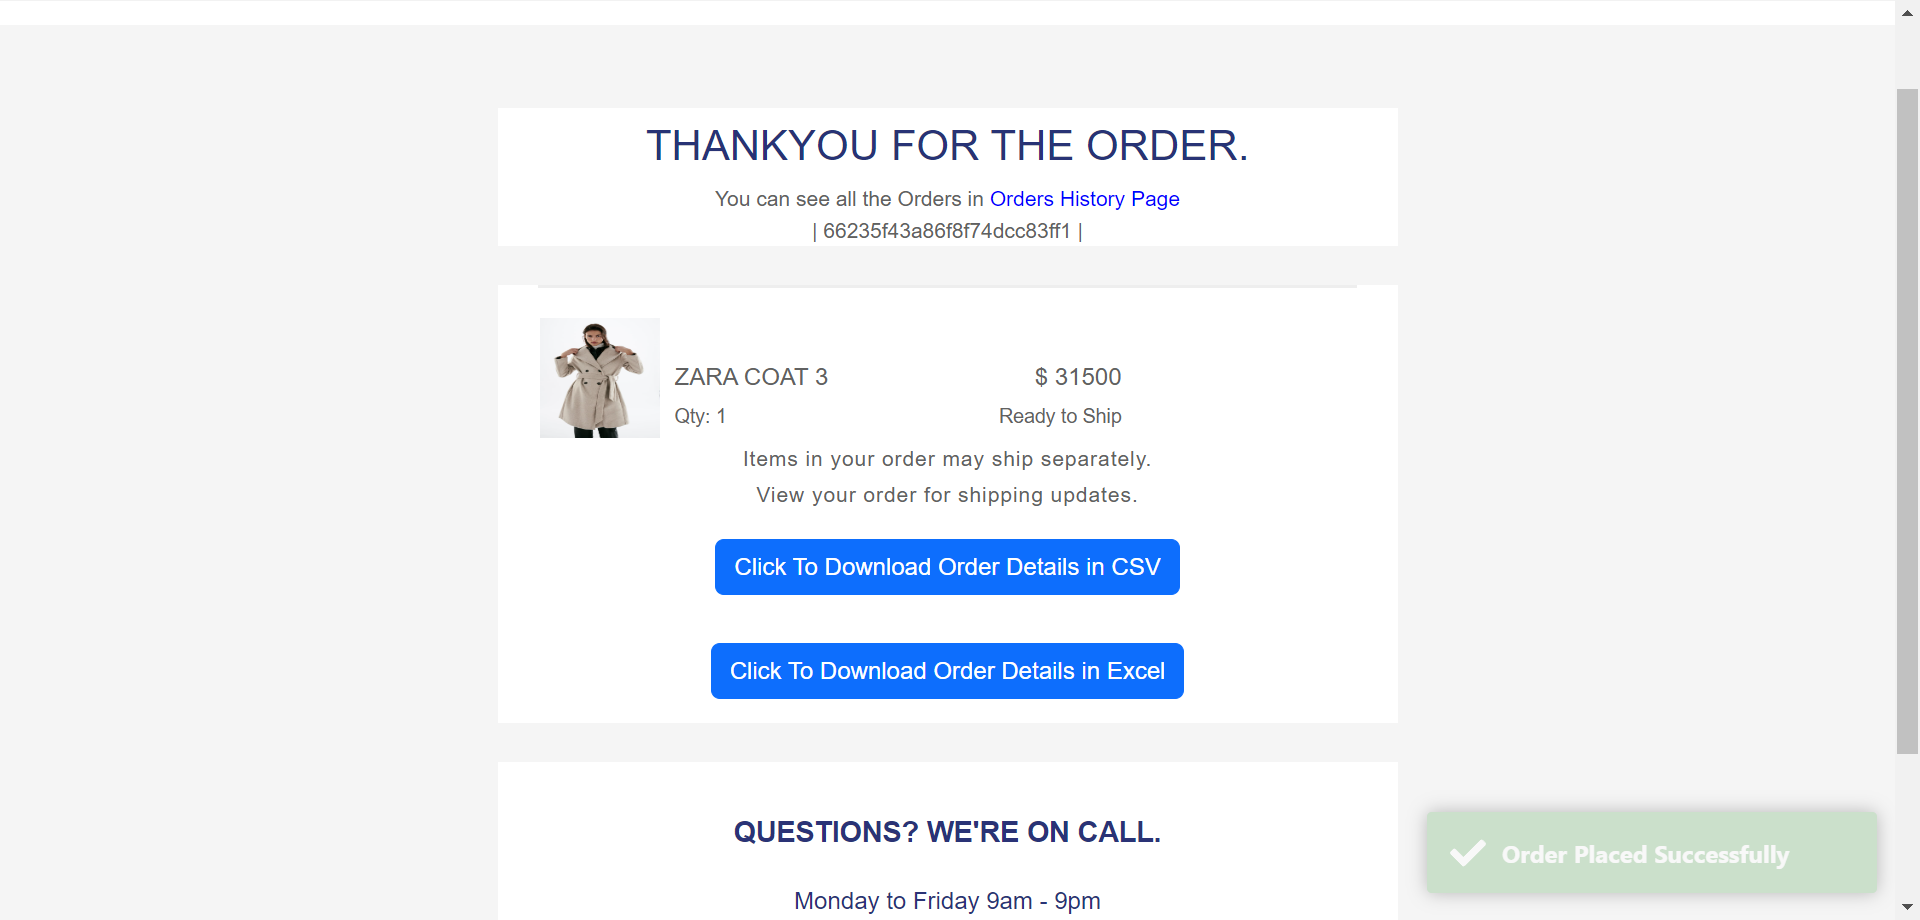 THANKYOU FOR THE ORDER.
You can see all the Orders in Orders History Page
| 66235f43a86f8f74dcc83ff1 |
ZARA COAT 3
$ 31500
Qty: 1
Ready to Ship
Items in your order may ship separately.
View your order for shipping updates.
Click To Download Order Details in CSV
Click To Download Order Details in Excel
QUESTIONS? WE'RE ON CALL.
Monday to Friday 9am - 9pm
Order Placed Successfully